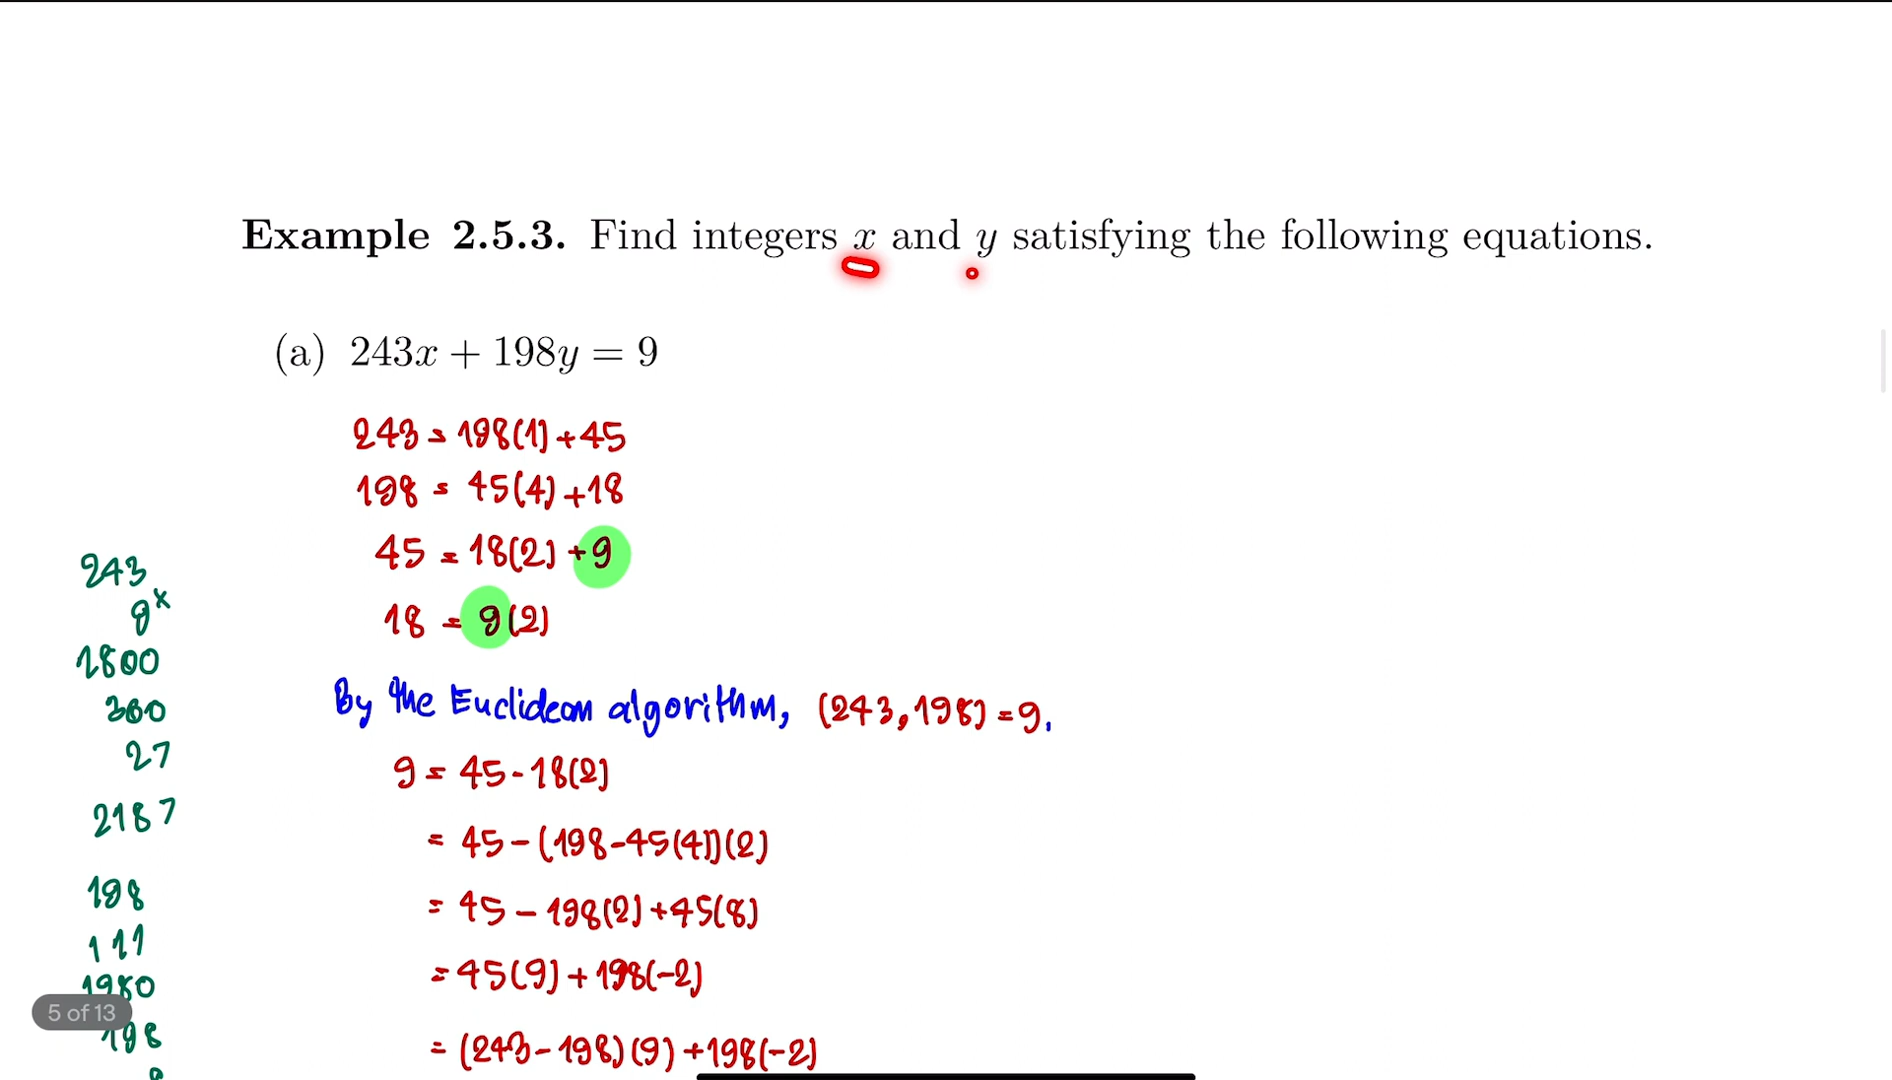 Example 2.5.3. Find integers x and y satisfying the following equations.
(a) 243x + 198y = 9
243 = 198(1) + 45
198 = 45(4) + 18
45 = 18(2) + 9
18 = 9(2)
By the Euclidean algorithm, (243, 198) = 9.
9 = 45 - 18(2)
= 45 - (198 - 45(4))(2)
= 45 - 198(2) + 45(8)
= 45(9) + 198(-2)
= (243 - 198)(9) + 198(-2)
243
9 x
1800
360
27
2187
198
111
1980
198
5 of 13